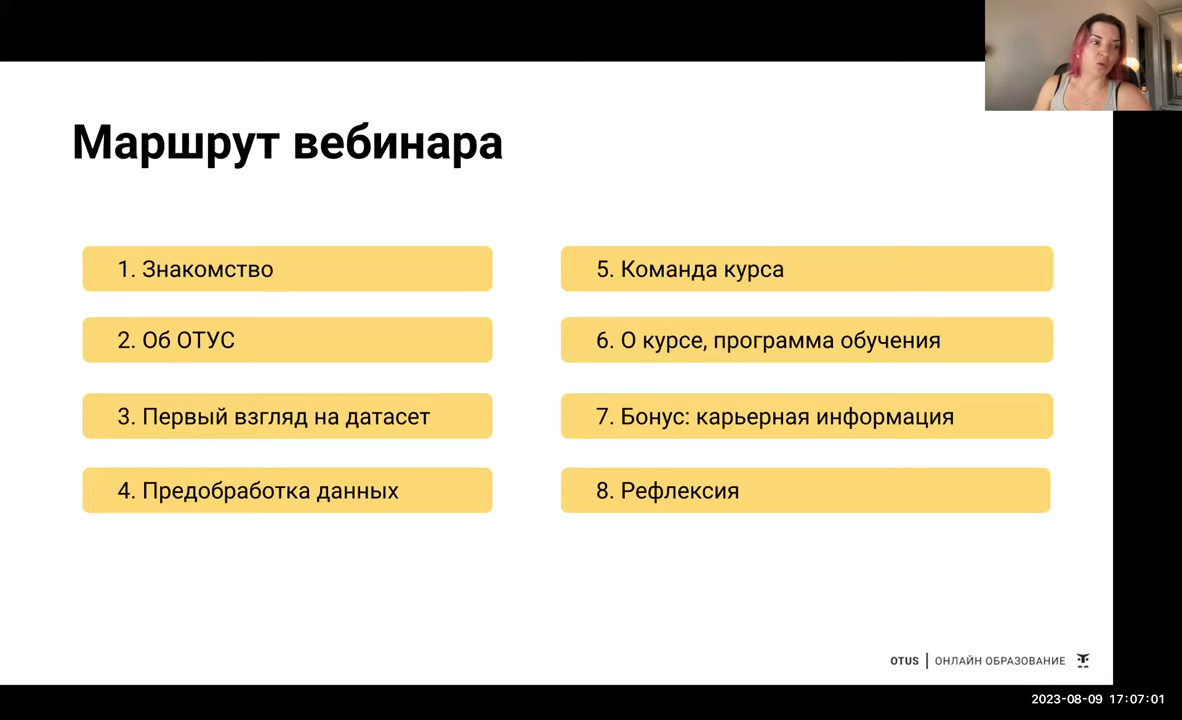 Маршрут вебинара
1. Знакомство
2. Об ОТУС
3. Первый взгляд на датасет
4. Предобработка данных
5. Команда курса
6. О курсе, программа обучения
7. Бонус: карьерная информация
8. Рефлексия
OTUS | ОНЛАЙН ОБРАЗОВАНИЕ
2023-08-09 17:07:01